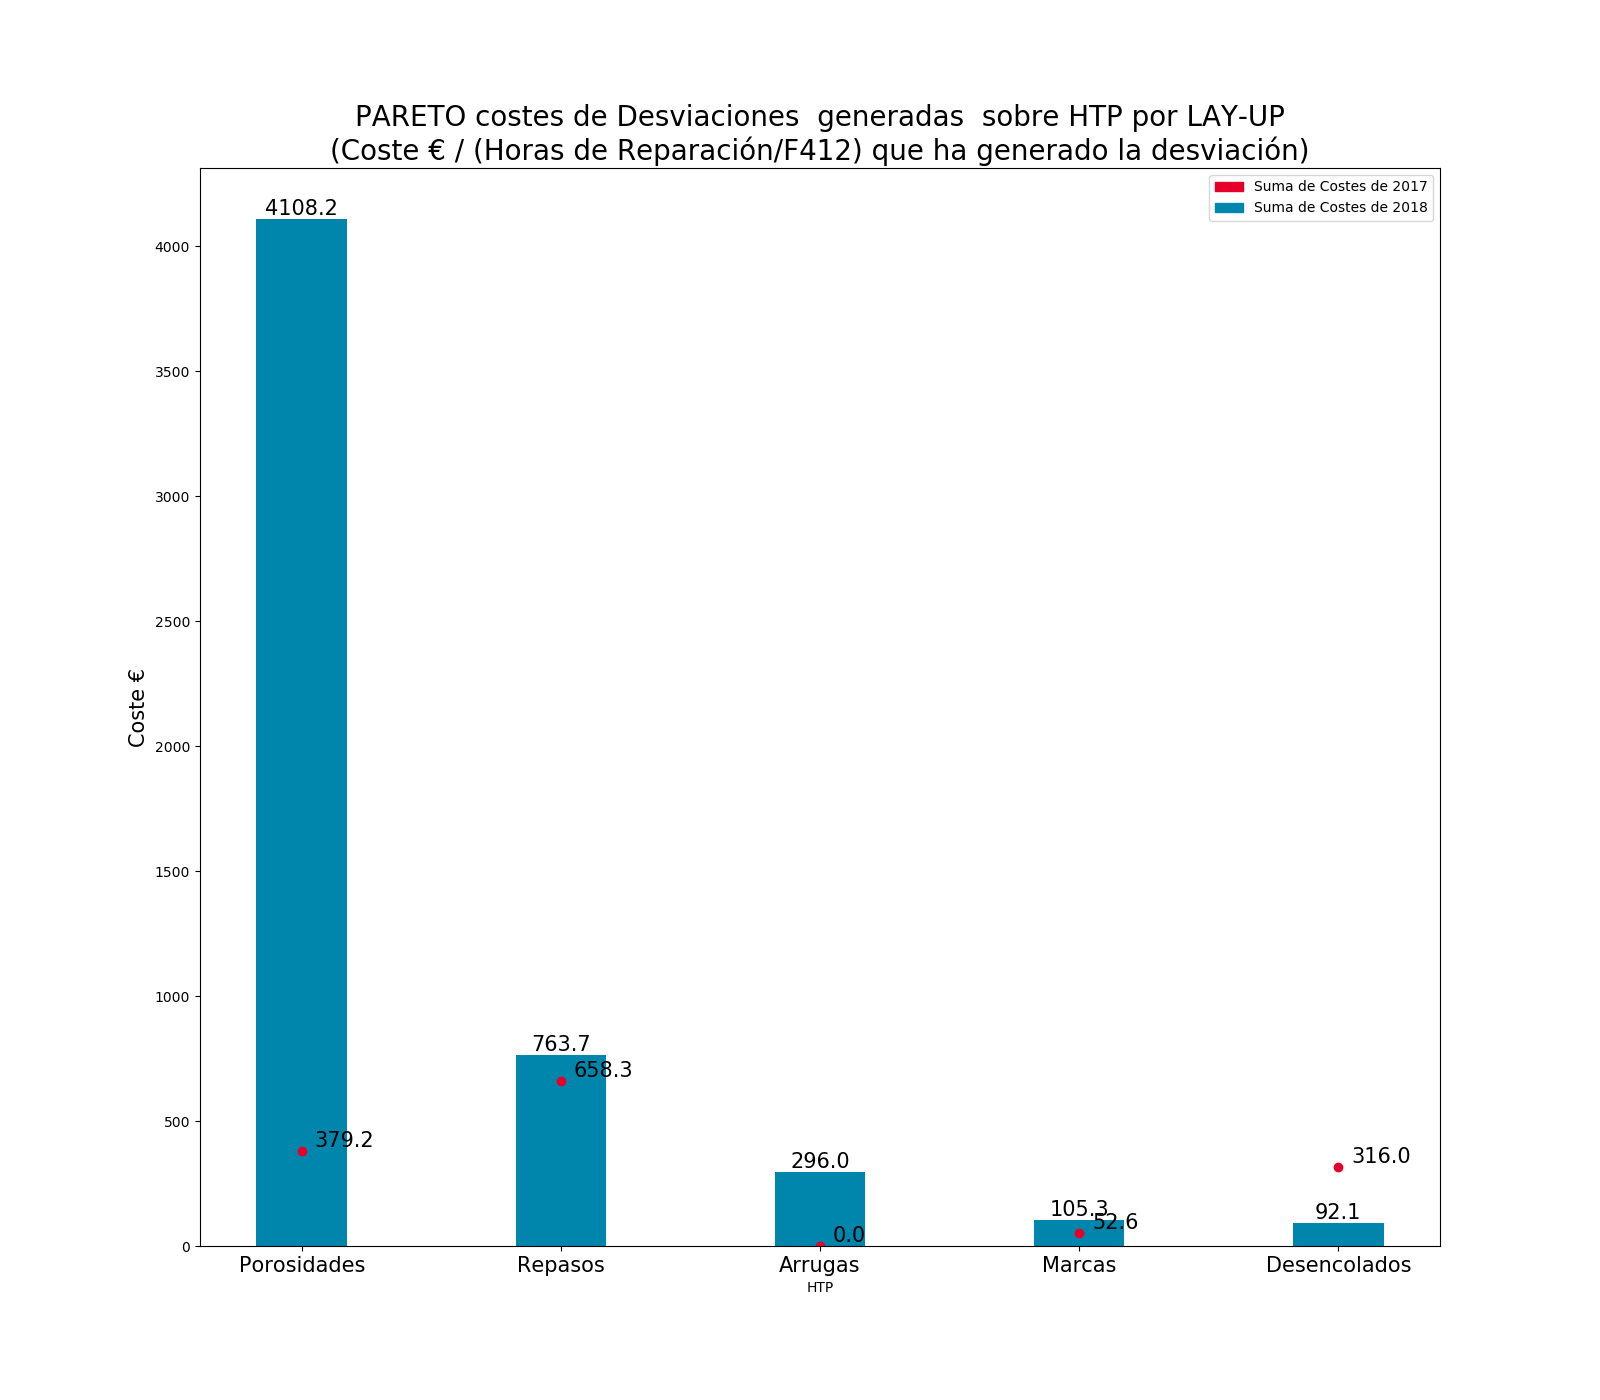 PARETO costes de Desviaciones  generadas  sobre HTP por LAY-UP
(Coste € / (Horas de Reparación/F412) que ha generado la desviación)
Suma de Costes de 2017
Suma de Costes de 2018
Coste €
4000
3500
3000
2500
2000
1500
1000
500
0
4108.2
379.2
763.7
658.3
296.0
0.0
105.3
52.6
316.0
92.1
Porosidades
Repasos
Arrugas
Marcas
Desencolados
HTP